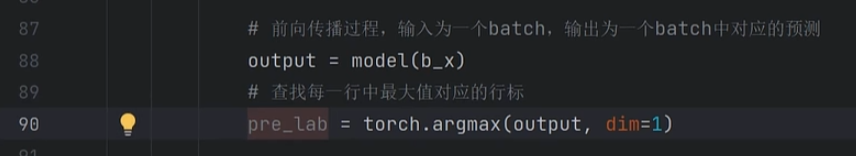 87 # 前向传播过程，输入为一个batch，输出为一个batch中对应的预测
88 output = model(b_x)
89 # 查找每一行中最大值对应的行标
90 pre_lab = torch.argmax(output, dim=1)
91